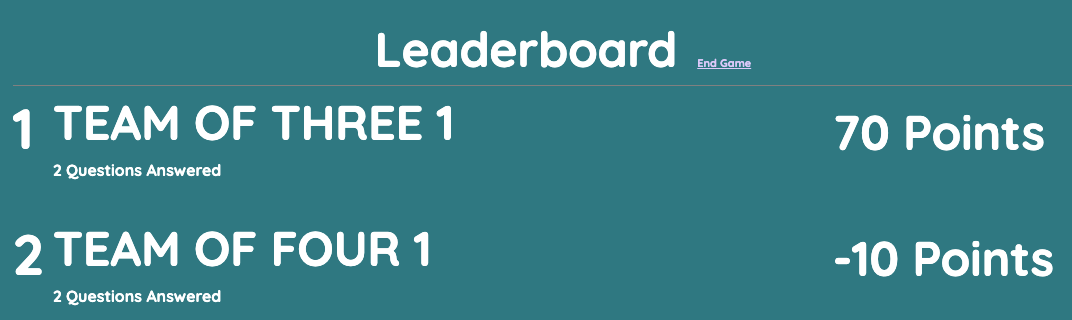 Leaderboard End Game
1 TEAM OF THREE 1 70 Points
2 Questions Answered
2 TEAM OF FOUR 1 -10 Points
2 Questions Answered